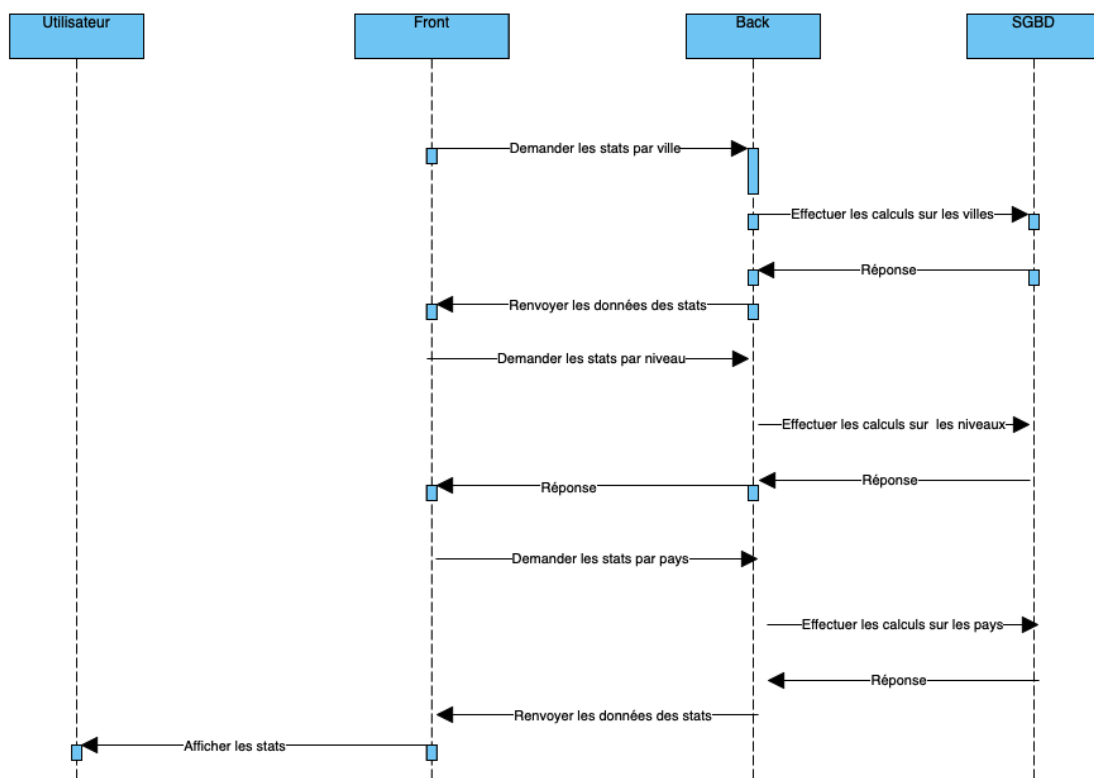 Utilisateur
Front
Back
SGBD
Demander les stats par ville
Effectuer les calculs sur les villes
Réponse
Renvoyer les données des stats
Demander les stats par niveau
Effectuer les calculs sur  les niveaux
Réponse
Réponse
Demander les stats par pays
Effectuer les calculs sur les pays
Réponse
Renvoyer les données des stats
Afficher les stats